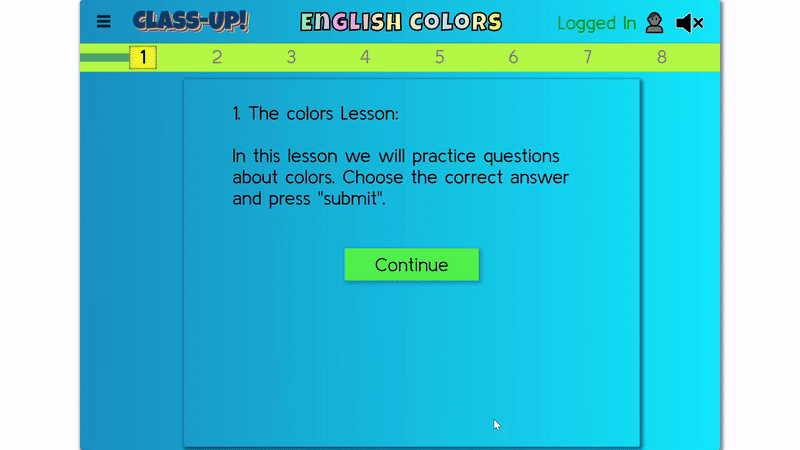 CLASS-UP!
ENGLISH COLORS
Logged In
1 2 3 4 5 6 7 8
1. The colors Lesson:
In this lesson we will practice questions
about colors. Choose the correct answer
and press "submit".
Continue